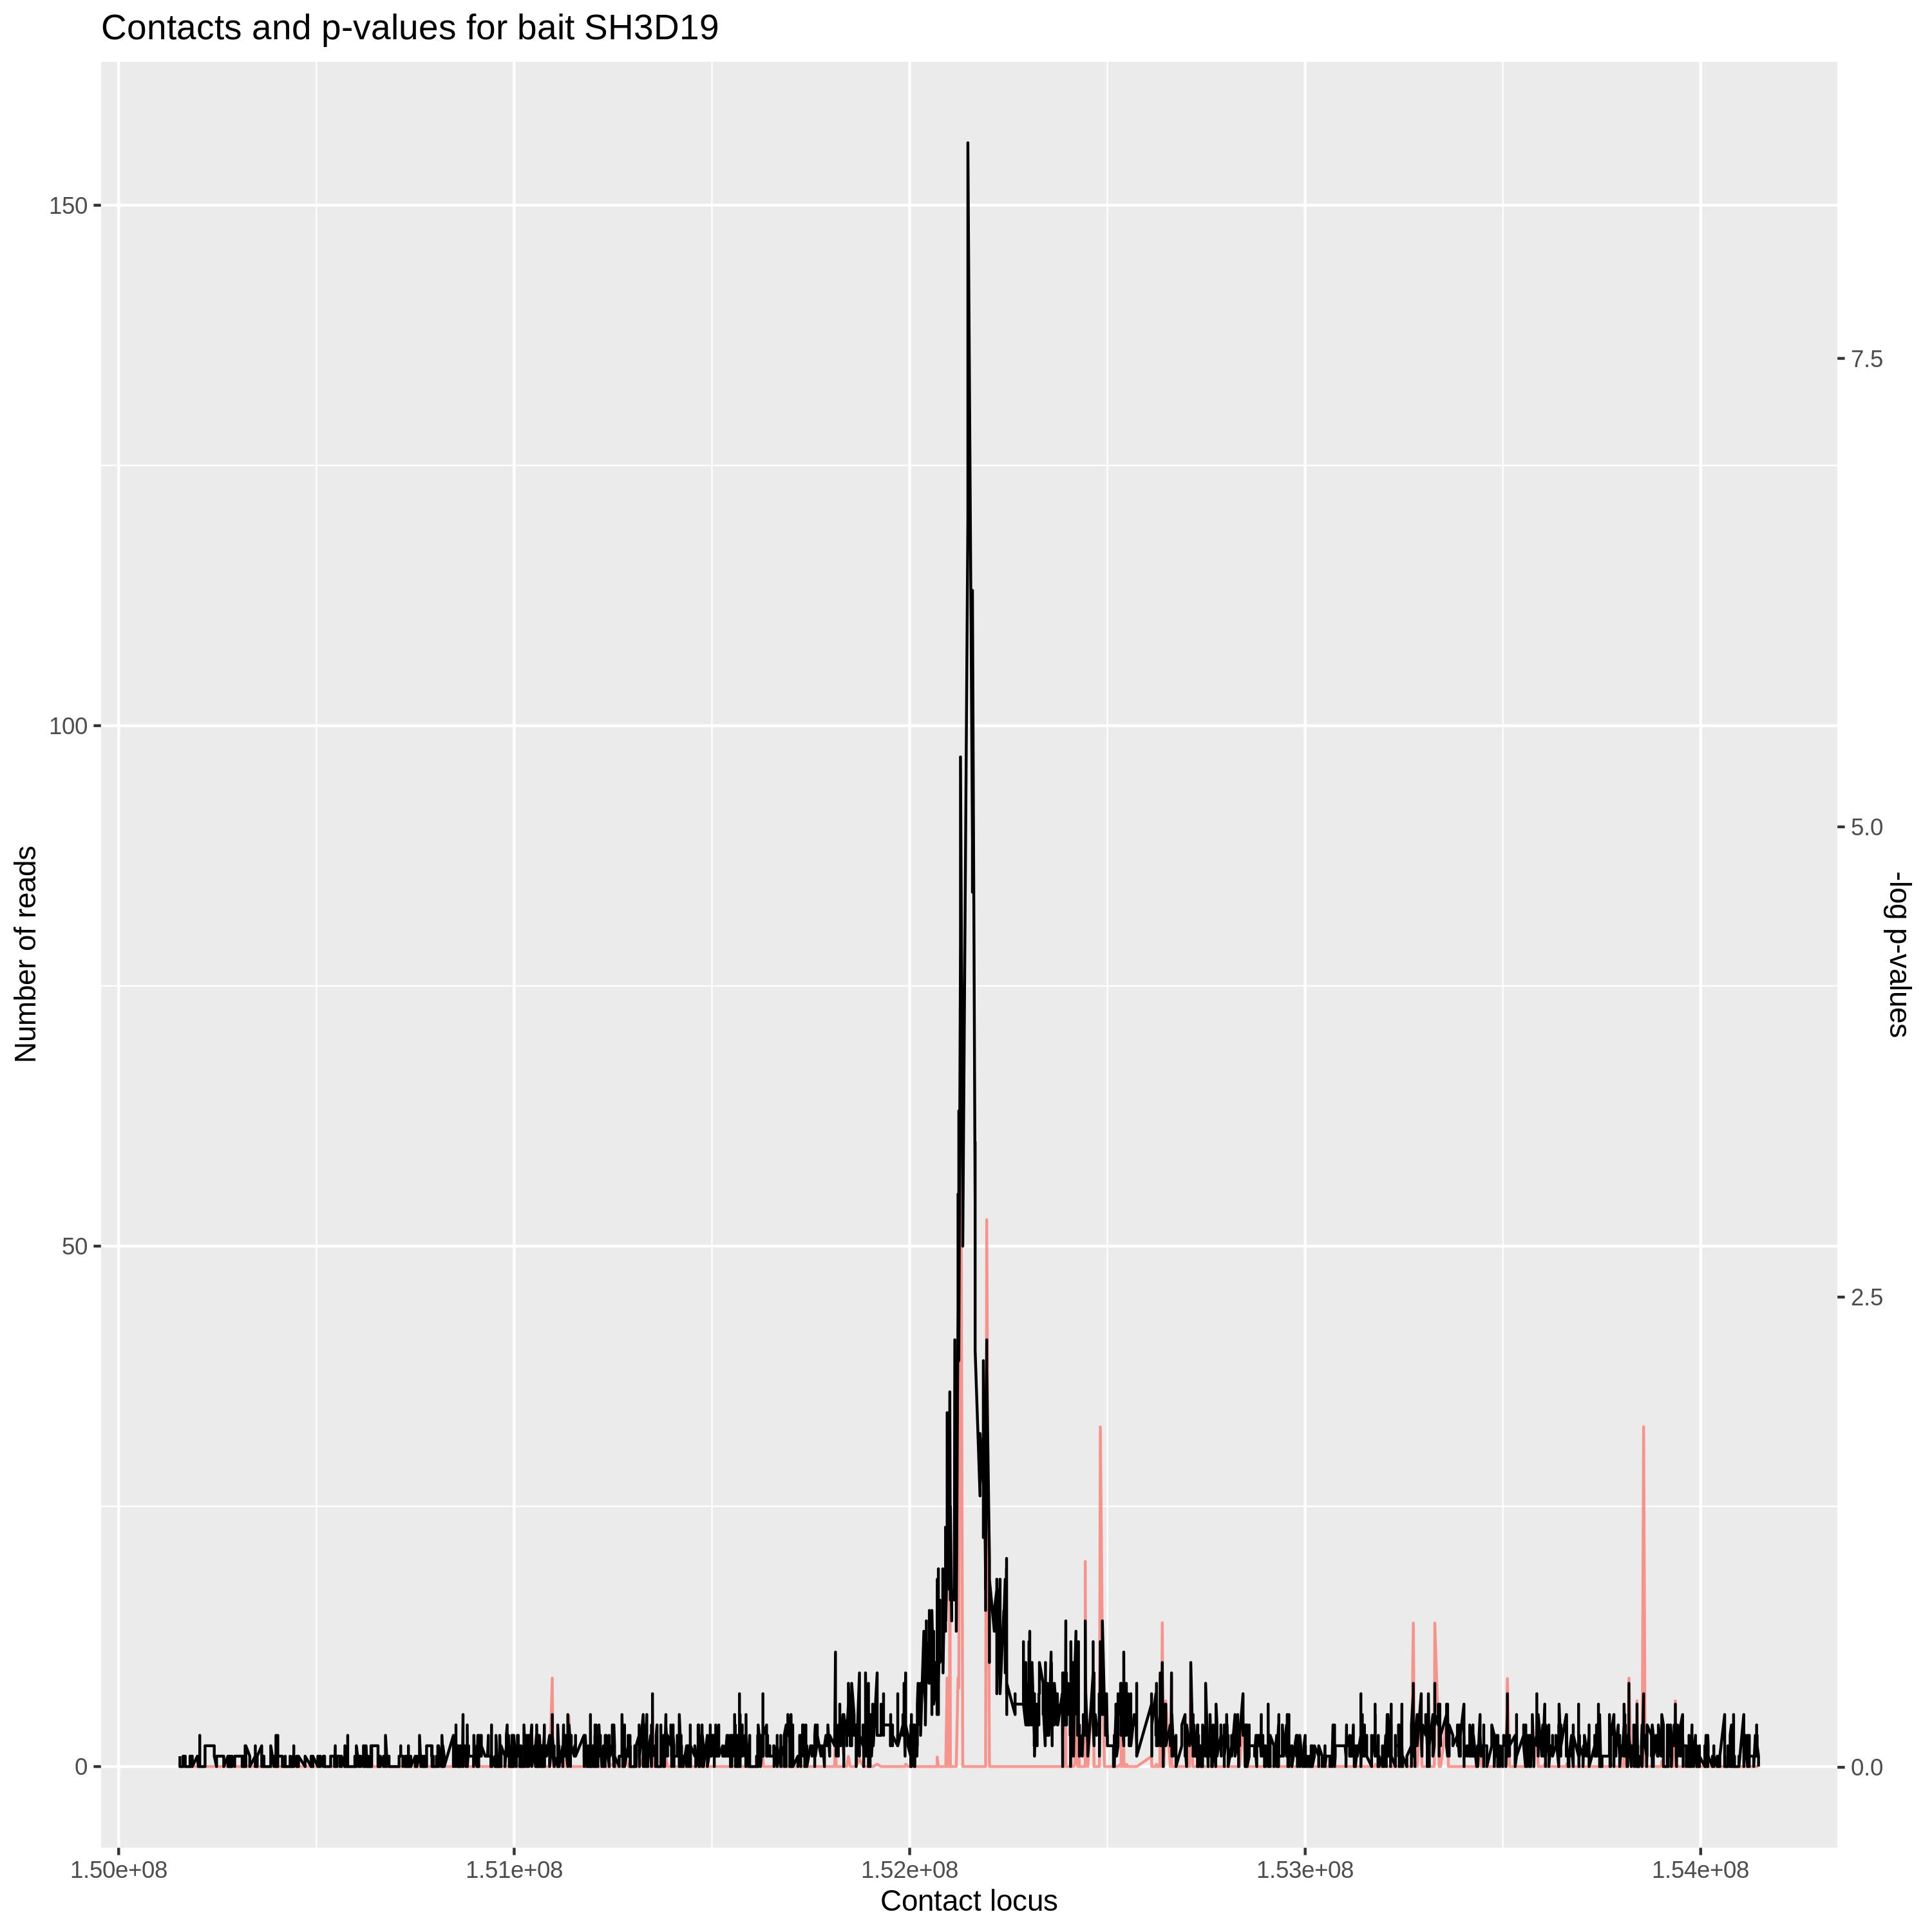 Contacts and p-values for bait SH3D19
150
100
50
0
Number of reads
7.5
5.0
2.5
0.0
-log p-values
1.50e+08 1.51e+08 1.52e+08 1.53e+08 1.54e+08
Contact locus